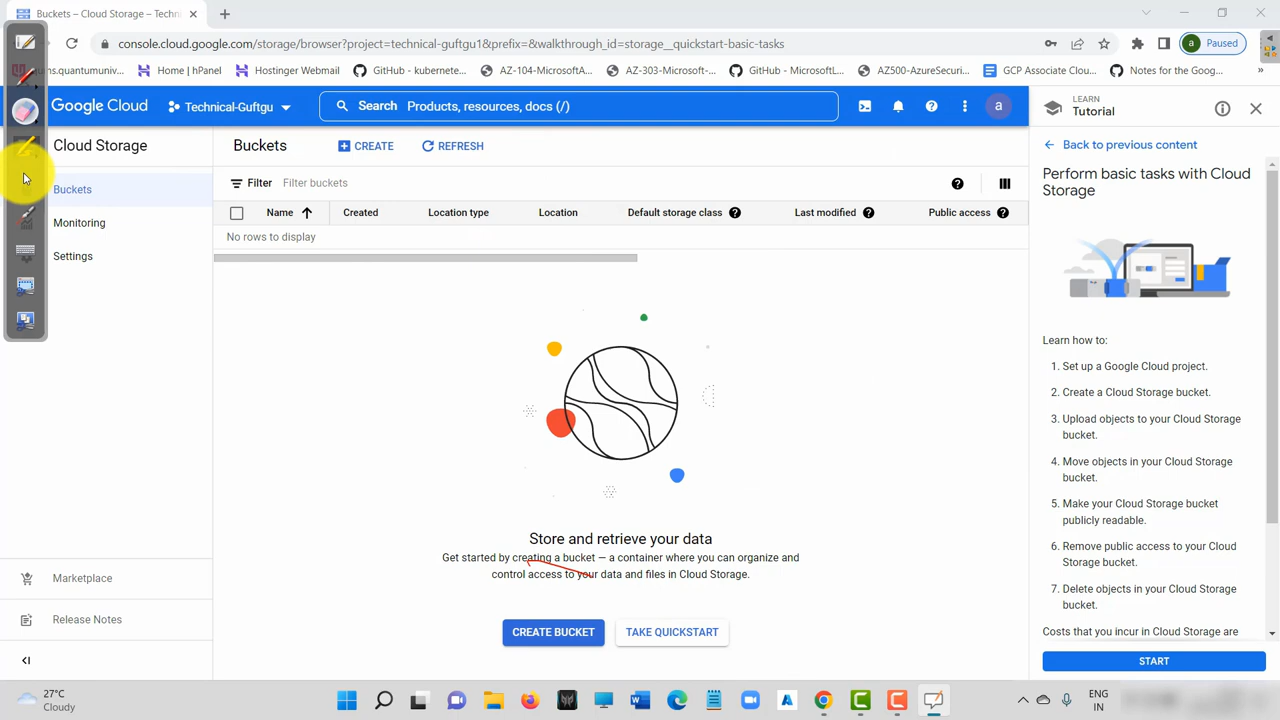 Buckets – Cloud Storage – Techni
console.cloud.google.com/storage/browser?project=technical-guftgu1&prefix=&walkthrough_id=storage__quickstart-basic-tasks
a
Paused
ums.quantumuniv...
Home | hPanel
Hostinger Webmail
GitHub - kubernete...
AZ-104-MicrosoftA...
AZ-303-Microsoft-...
GitHub - MicrosoftL...
AZ500-AzureSecuri...
GCP Associate Clou...
Notes for the Goog...
»
Google Cloud
Technical-Guftgu
Search Products, resources, docs (/)
a
LEARN
Tutorial
Cloud Storage
Buckets
CREATE
REFRESH
Back to previous content
Perform basic tasks with Cloud
Storage
Buckets
Monitoring
Settings
Filter Filter buckets
Name
Created
Location type
Location
Default storage class
Last modified
Public access
No rows to display
Store and retrieve your data
Get started by creating a bucket — a container where you can organize and
control access to your data and files in Cloud Storage.
CREATE BUCKET
TAKE QUICKSTART
Learn how to:
1. Set up a Google Cloud project.
2. Create a Cloud Storage bucket.
3. Upload objects to your Cloud Storage
bucket.
4. Move objects in your Cloud Storage
bucket.
5. Make your Cloud Storage bucket
publicly readable.
6. Remove public access to your Cloud
Storage bucket.
7. Delete objects in your Cloud Storage
bucket.
Costs that you incur in Cloud Storage are
START
Marketplace
Release Notes
27°C
Cloudy
ENG
IN